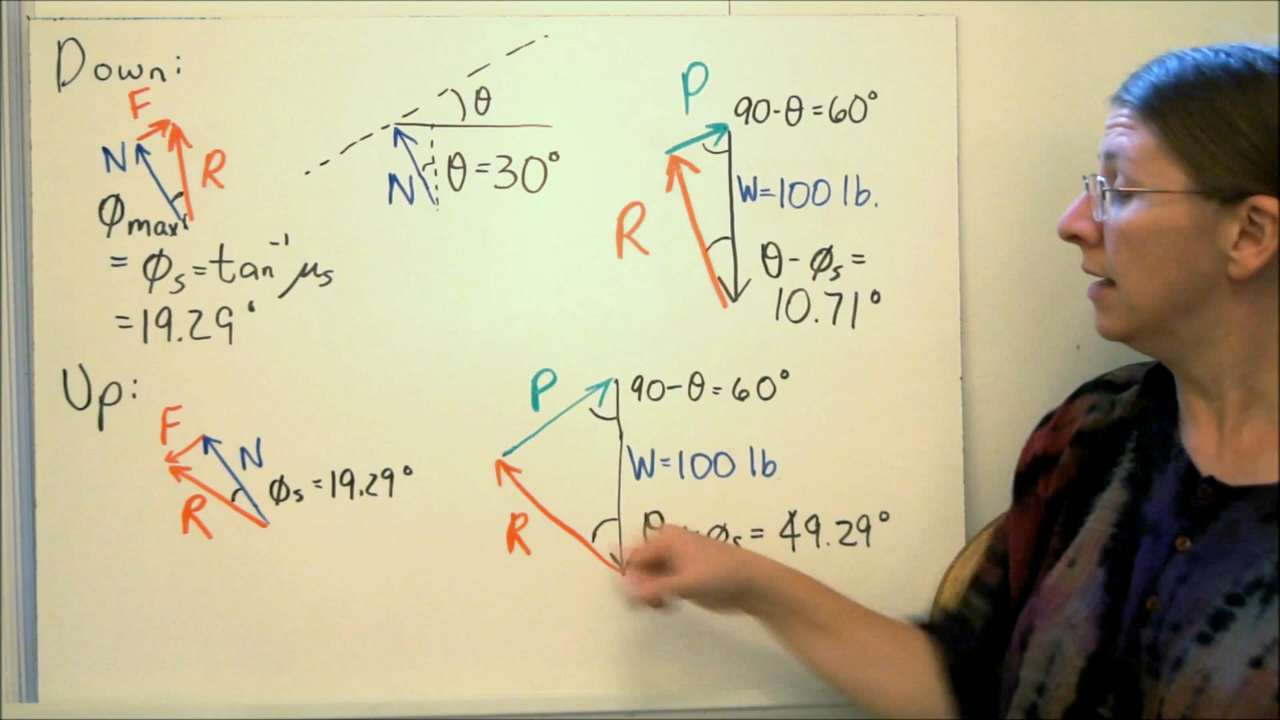 Down:
F
N
R
ϕmax
= ϕs = tan⁻¹ μs
= 19.29°
θ
N
θ = 30°
P
90-θ = 60°
W=100 lb.
R
θ - ϕs =
10.71°
Up:
F
N
R
ϕs = 19.29°
P
90-θ = 60°
W=100 lb
R
ϕs = 49.29°